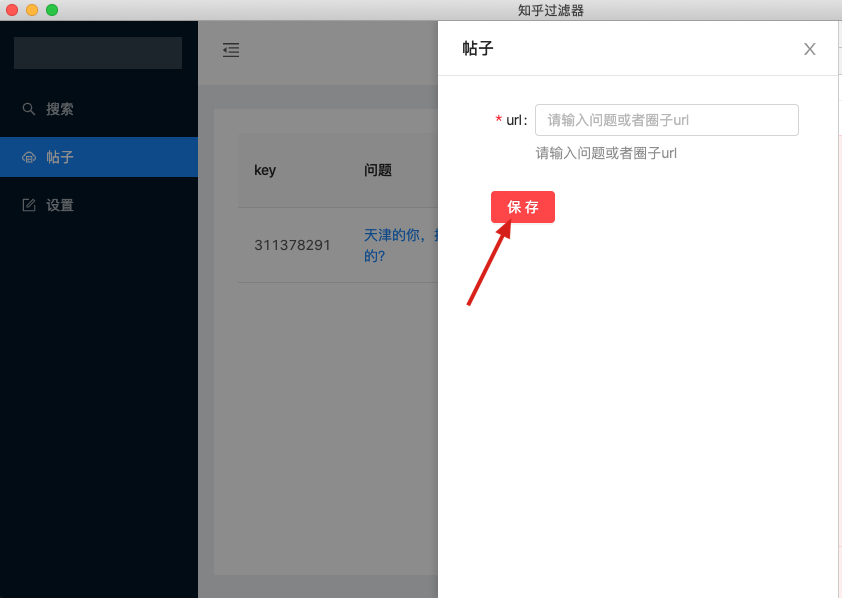 知乎过滤器
搜索
帖子
设置
key
问题
311378291
天津的你，
的?
帖子
* url:
请输入问题或者圈子url
请输入问题或者圈子url
保 存